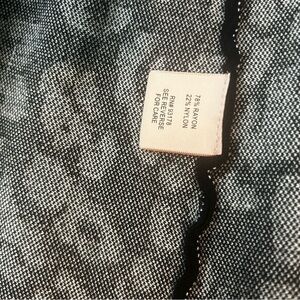 78% RAYON
22% NYLON
RN# 93178
SEE REVERSE
FOR CARE